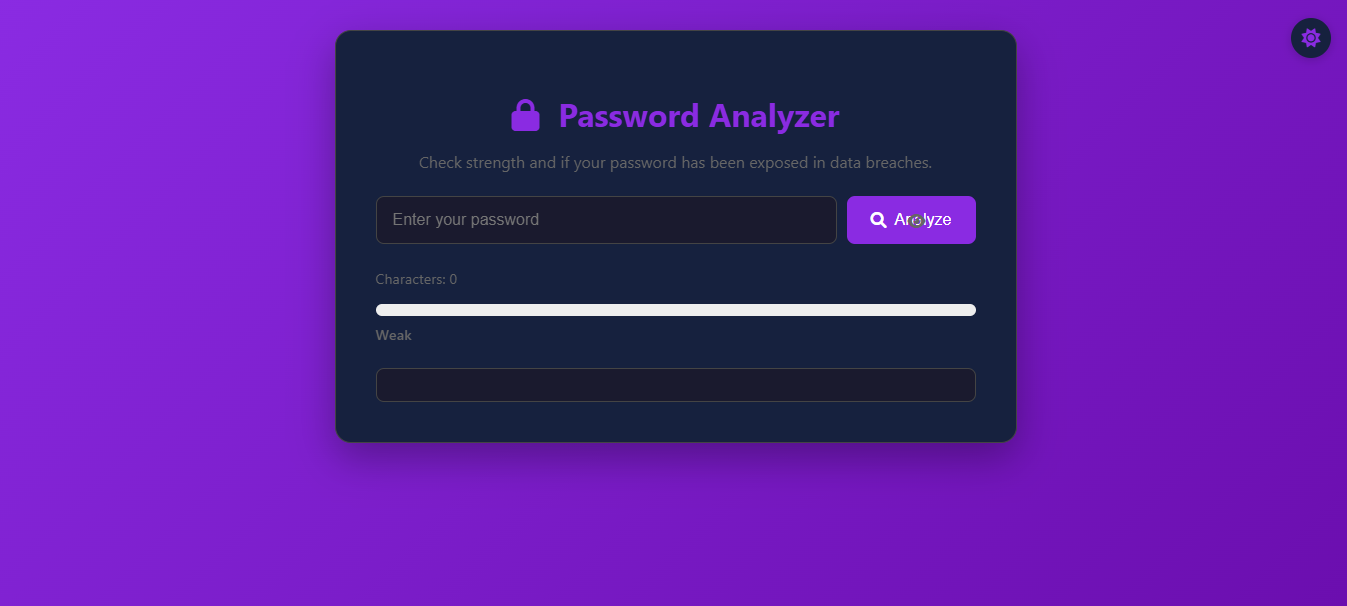 Password Analyzer
Check strength and if your password has been exposed in data breaches.
Enter your password
Analyze
Characters: 0
Weak